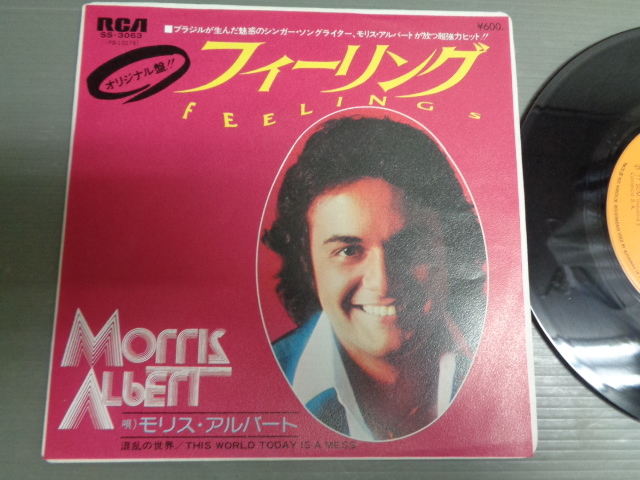 RCA
SS-3063
■ブラジルが生んだ魅惑のシンガー・ソングライター、モリス・アルバートが放つ超強力ヒット!!
¥600.
オリジナル盤!!
フィーリング
FEELINGS
Morris
Albert
唄)モリス・アルバート
混乱の世界/THIS WORLD TODAY IS A MESS